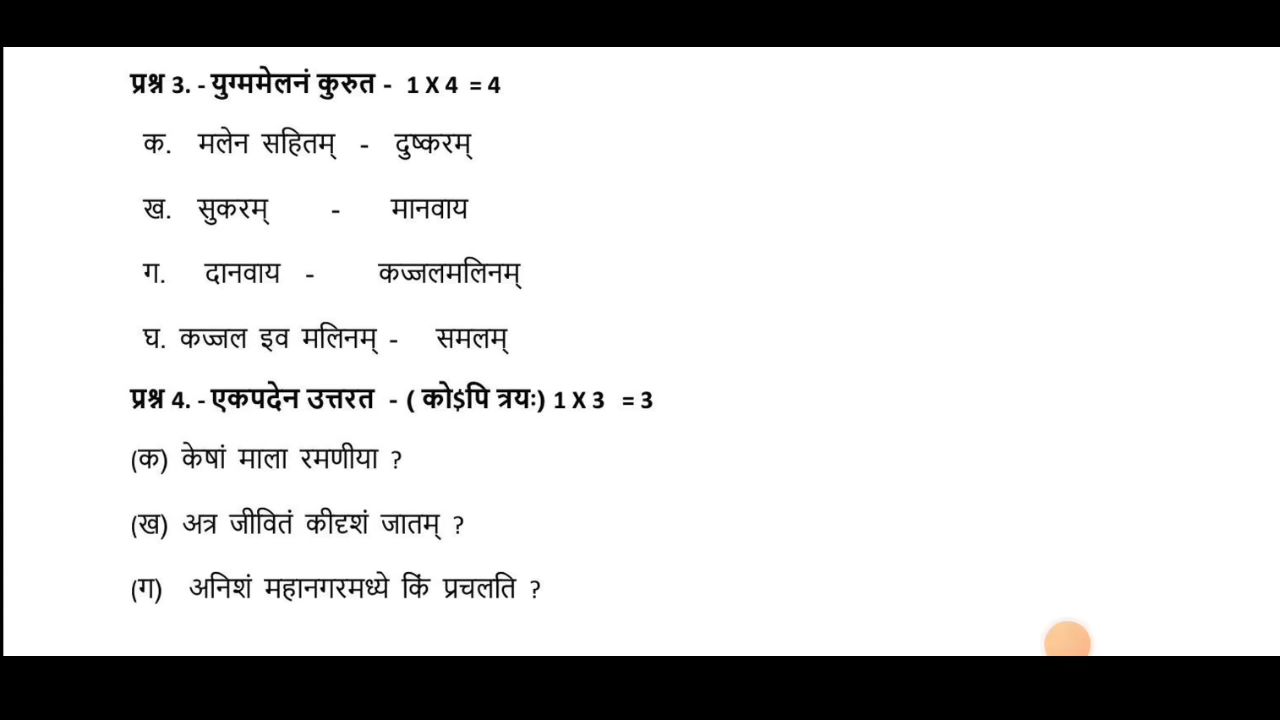 प्रश्न 3. - युग्ममेलनं कुरुत - 1 X 4 = 4
क. मलेन सहितम् - दुष्करम्
ख. सुकरम् - मानवाय
ग. दानवाय - कज्जलमलिनम्
घ. कज्जल इव मलिनम् - समलम्
प्रश्न 4. - एकपदेन उत्तरत - ( को$पि त्रयः) 1 X 3 = 3
(क) केषां माला रमणीया ?
(ख) अत्र जीवितं कीदृशं जातम् ?
(ग) अनिशं महानगरमध्ये किं प्रचलति ?